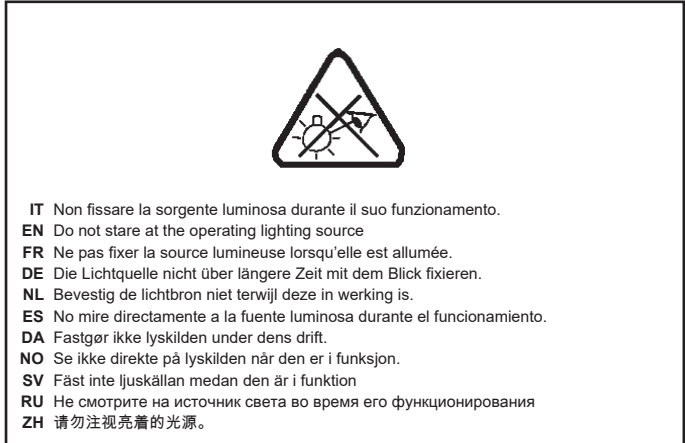 IT Non fissare la sorgente luminosa durante il suo funzionamento.
EN Do not stare at the operating lighting source
FR Ne pas fixer la source lumineuse lorsqu'elle est allumée.
DE Die Lichtquelle nicht über längere Zeit mit dem Blick fixieren.
NL Bevestig de lichtbron niet terwijl deze in werking is.
ES No mire directamente a la fuente luminosa durante el funcionamiento.
DA Fastgør ikke lyskilden under dens drift.
NO Se ikke direkte på lyskilden når den er i funksjon.
SV Fäst inte ljuskällan medan den är i funktion
RU Не смотрите на источник света во время его функционирования
ZH 请勿注视亮着的光源。